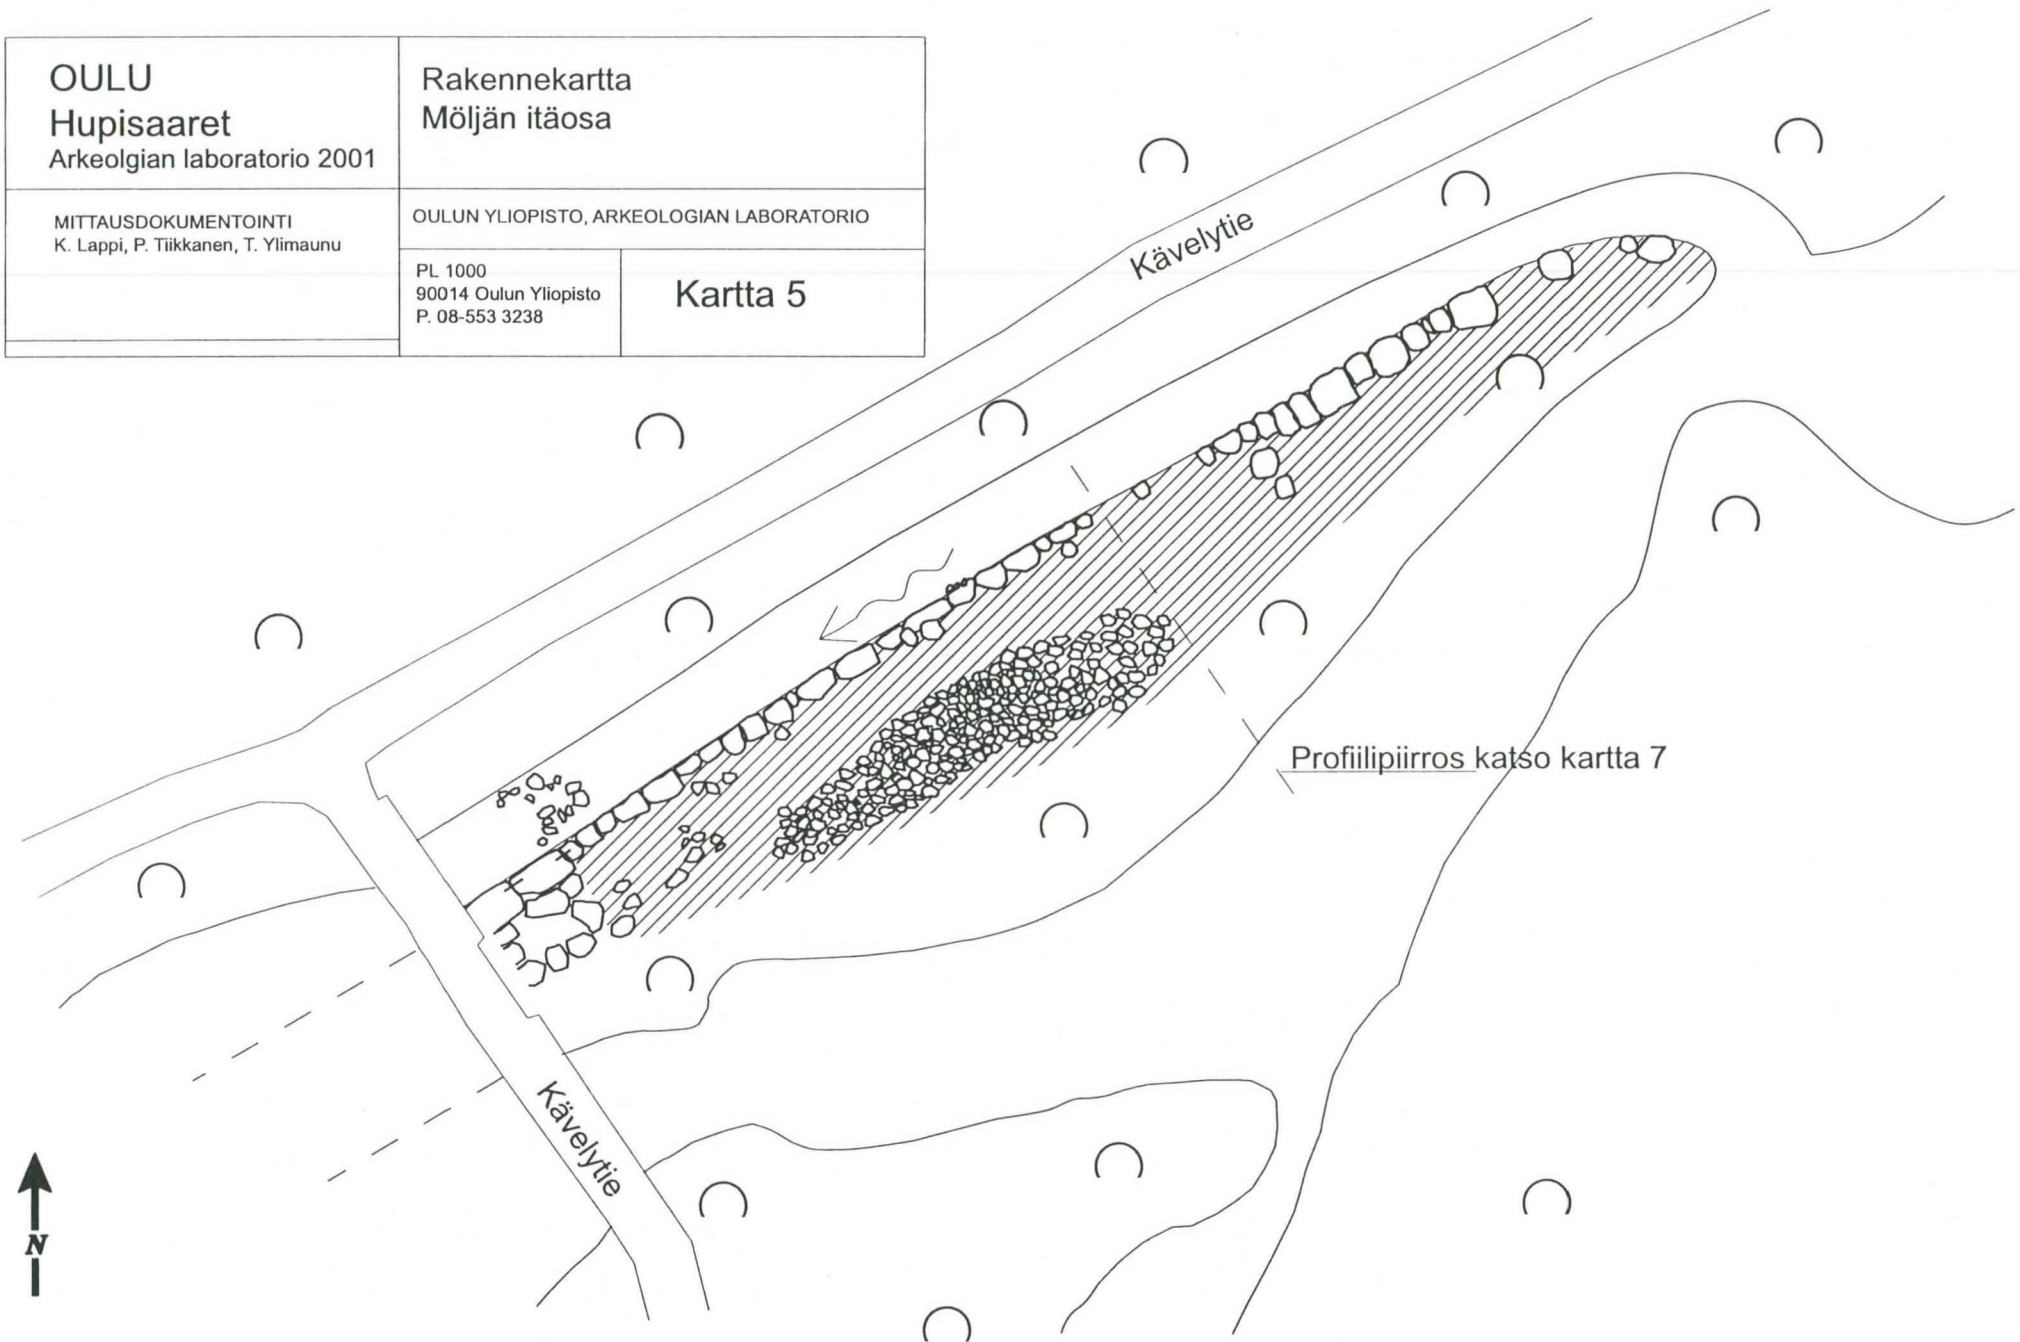 OULU
Hupisaaret
Arkeolgian laboratorio 2001
Rakennekartta
Möljän itäosa
MITTAUSDOKUMENTOINTI
K. Lappi, P. Tiikkanen, T. Ylimaunu
OULUN YLIOPISTO, ARKEOLOGIAN LABORATORIO
PL 1000
90014 Oulun Yliopisto
P. 08-553 3238
Kartta 5
Kävelytie
Profiilipiirros katso kartta 7
Kävelytie
N